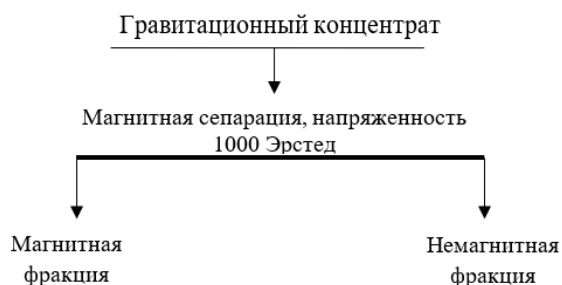 Гравитационный концентрат
Магнитная сепарация, напряженность
1000 Эрстед
Магнитная
фракция
Немагнитная
фракция